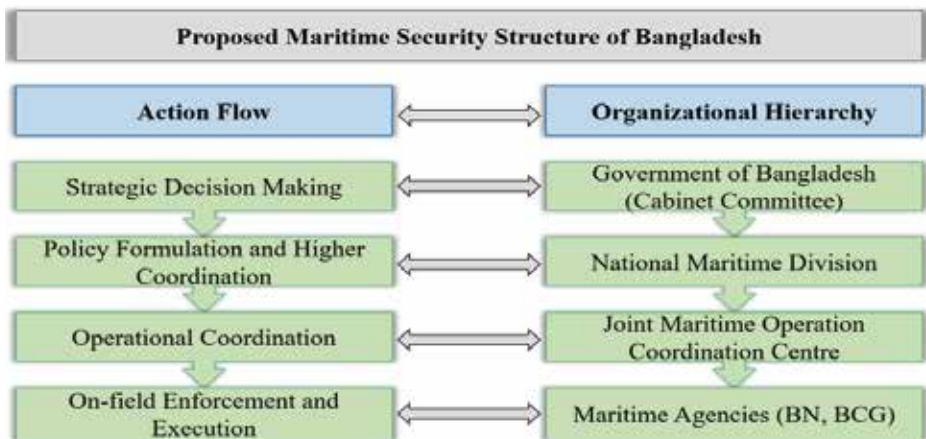 Proposed Maritime Security Structure of Bangladesh
Action Flow
Organizational Hierarchy
Strategic Decision Making
Government of Bangladesh
(Cabinet Committee)
Policy Formulation and Higher
Coordination
National Maritime Division
Operational Coordination
Joint Maritime Operation
Coordination Centre
On-field Enforcement and
Execution
Maritime Agencies (BN, BCG)